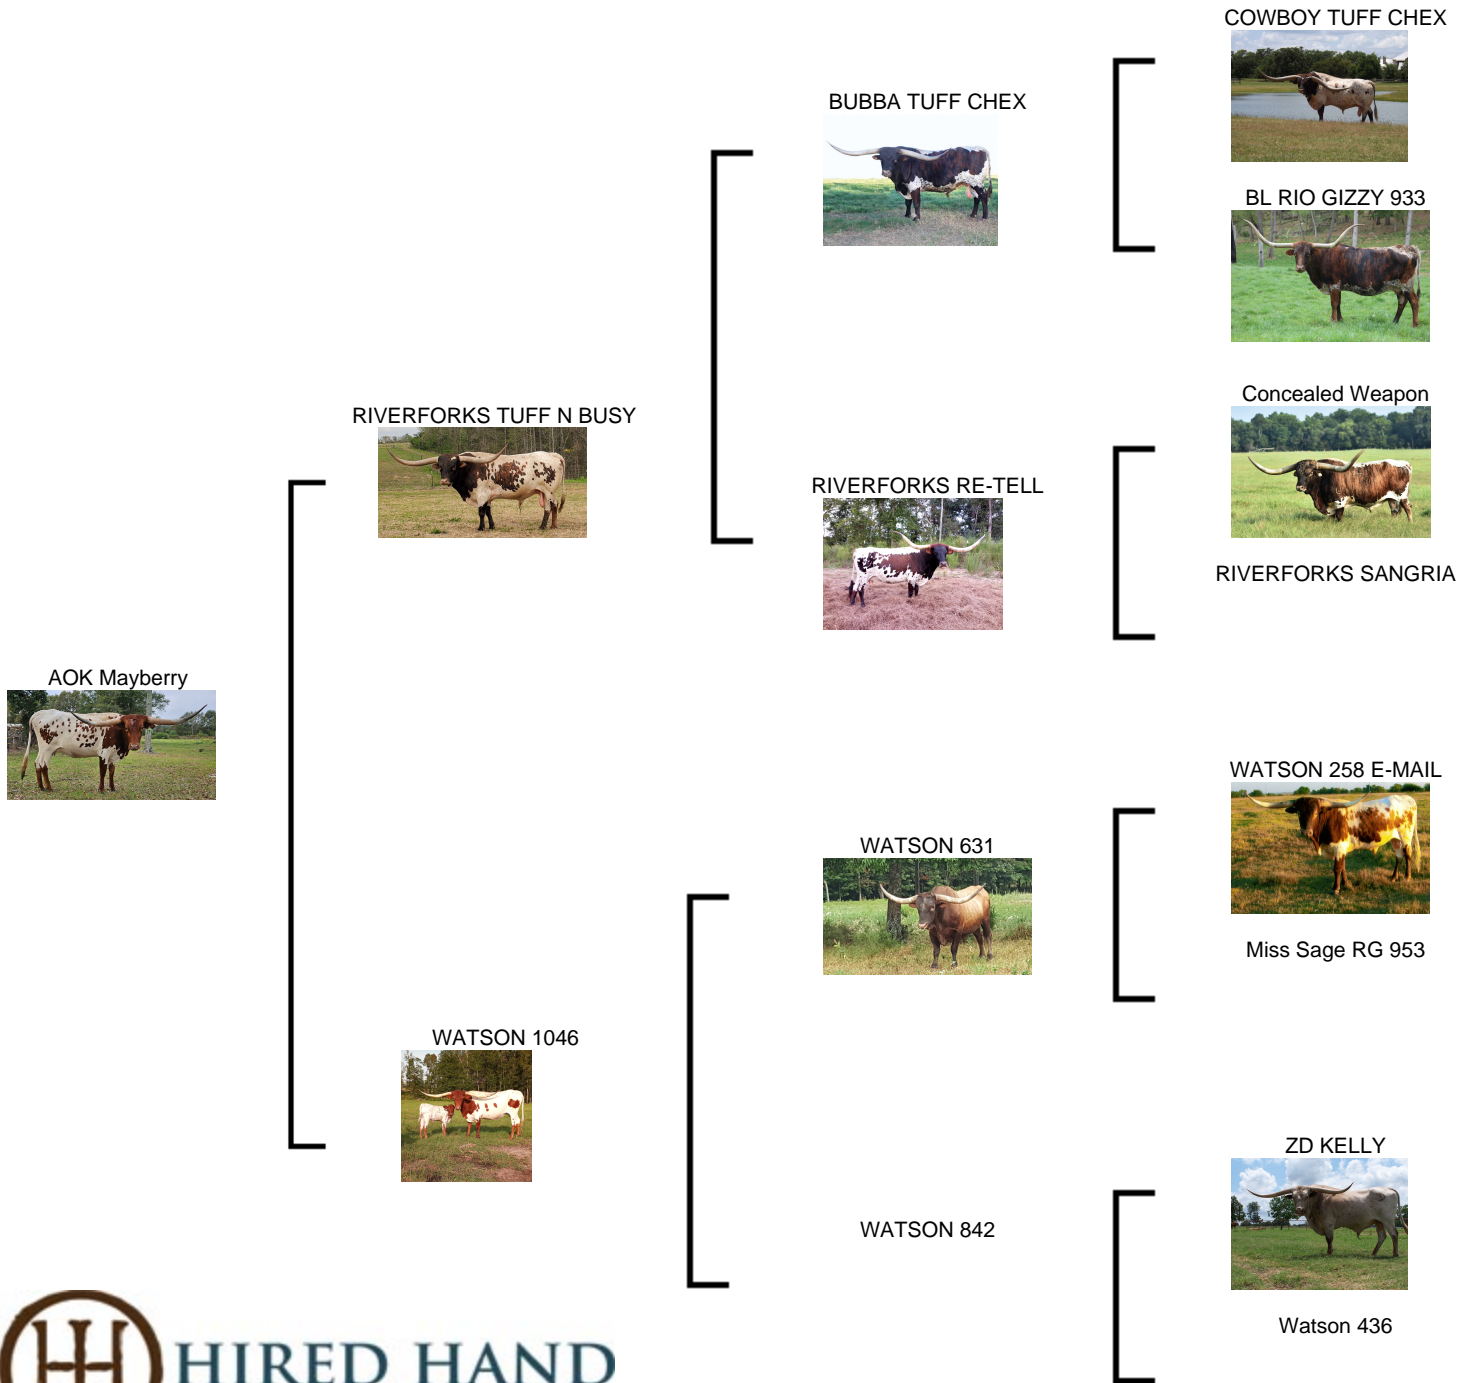 COWBOY TUFF CHEX
BUBBA TUFF CHEX
BL RIO GIZZY 933
RIVERFORKS TUFF N BUSY
Concealed Weapon
RIVERFORKS RE-TELL
RIVERFORKS SANGRIA
AOK Mayberry
WATSON 258 E-MAIL
WATSON 631
Miss Sage RG 953
WATSON 1046
ZD KELLY
WATSON 842
Watson 436
HIRED HAND